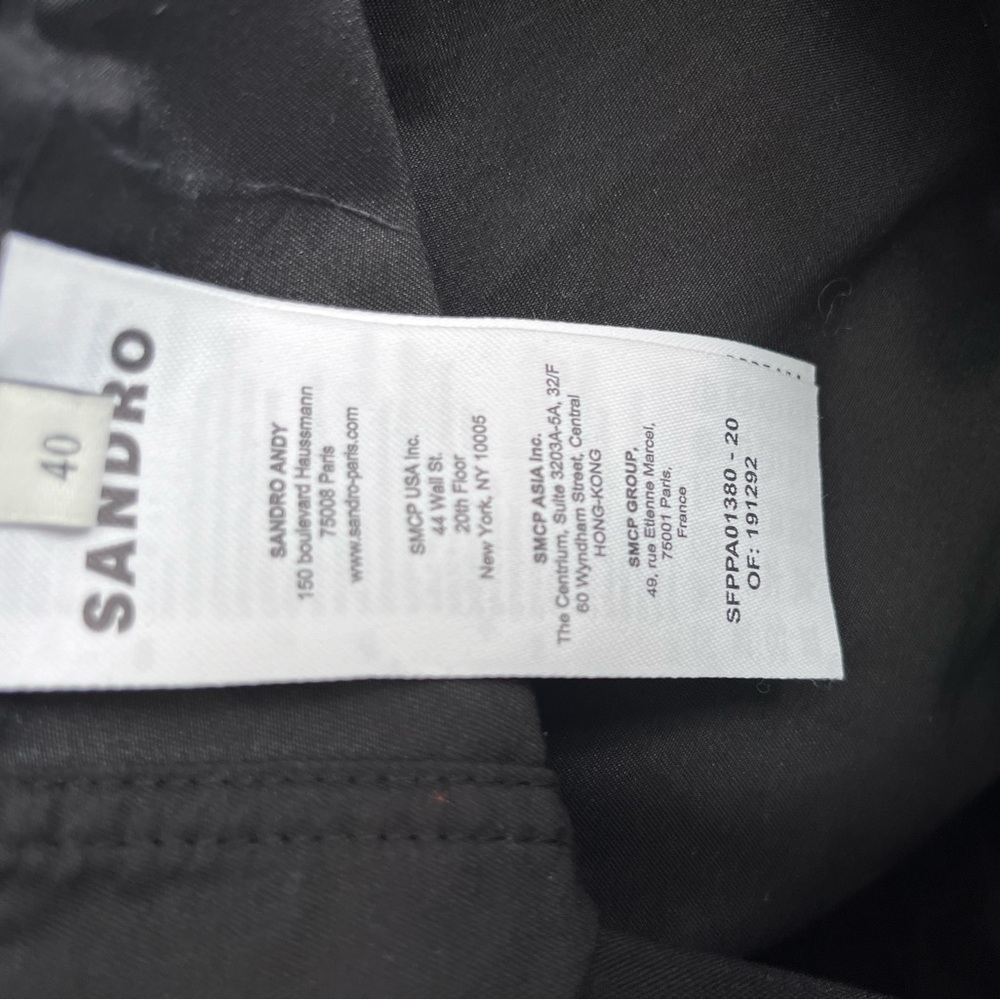 40
SANDRO
SANDRO ANDY
150 boulevard Haussmann
75008 Paris
www.sandro-paris.com
SMCP USA Inc.
44 Wall St.
20th Floor
New York, NY 10005
SMCP ASIA Inc.
The Centrium, Suite 3203A-5A, 32/F
60 Wyndham Street, Central
HONG-KONG
SMCP GROUP,
49, rue Etienne Marcel,
75001 Paris,
France
SFPPA01380 - 20
OF: 191292